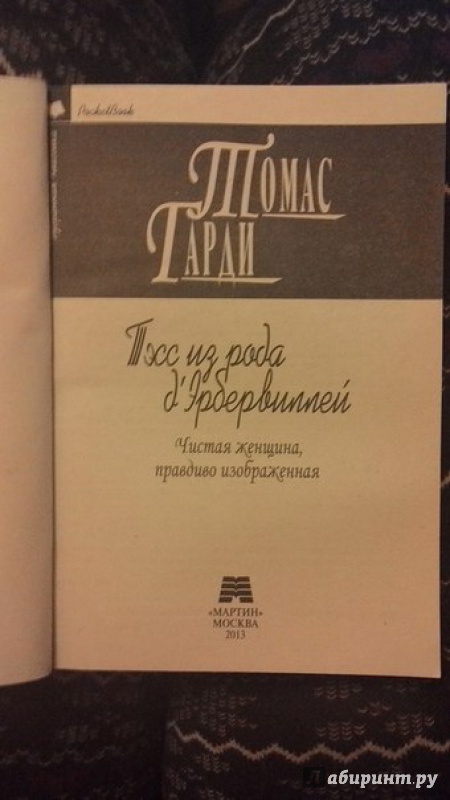 PocketBook
ТОМАС
ГАРДИ
Тэсс из рода
д'Эрбервиллей
Чистая женщина,
правдиво изображенная
«МАРТИН»
МОСКВА
2013
Лабиринт.ру